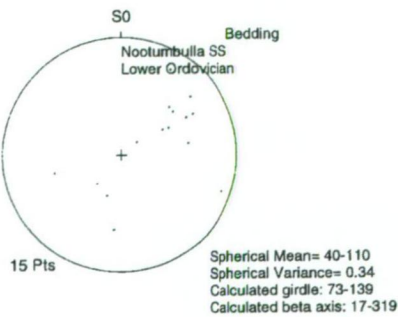 S0
Bedding
Nootumbulla SS
Lower Ordovician
15 Pts
Spherical Mean= 40-110
Spherical Variance= 0.34
Calculated girdle: 73-139
Calculated beta axis: 17-319